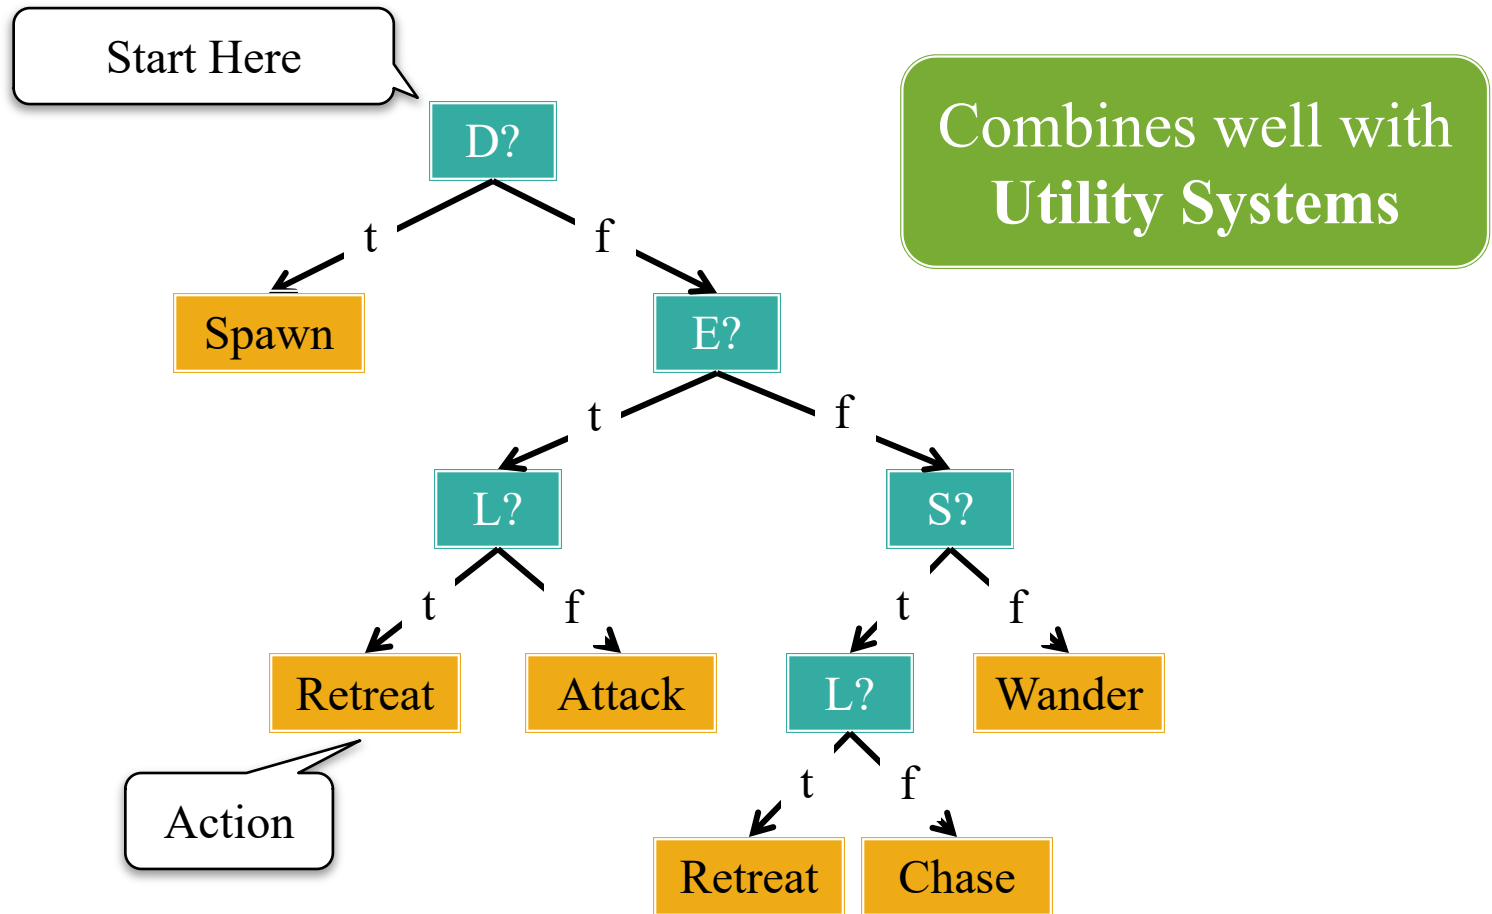 Start Here
Combines well with
Utility Systems
D?
t
f
Spawn
E?
t
f
L?
S?
t
f
t
f
Retreat
Attack
L?
Wander
t
f
Action
Retreat
Chase